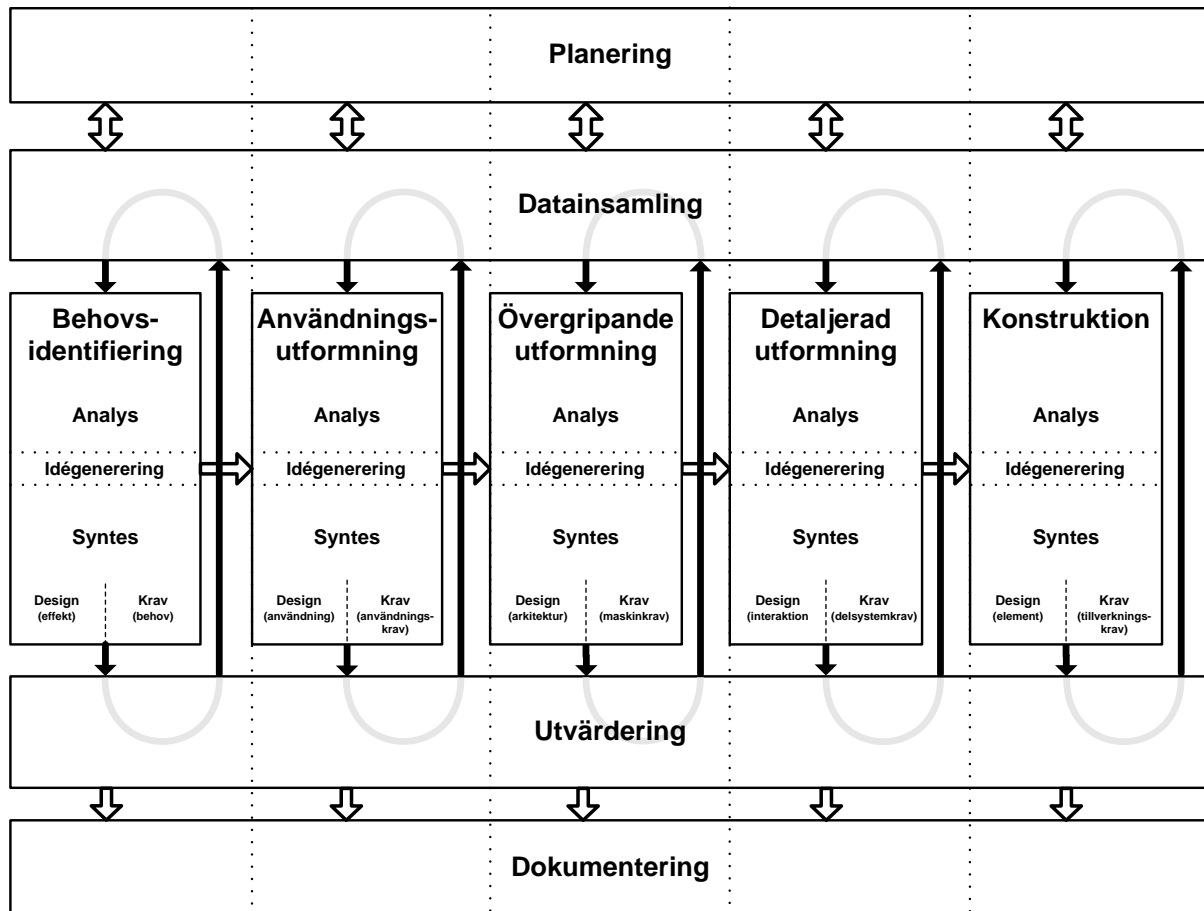 Planering
Datainsamling
Behovs-
identifiering
Analys
Idégenerering
Syntes
Design
(effekt)
Krav
(behov)
Användnings-
utformning
Analys
Idégenerering
Syntes
Design
(användning)
Krav
(användnings-
krav)
Övergripande
utformning
Analys
Idégenerering
Syntes
Design
(arkitektur)
Krav
(maskinkrav)
Detaljerad
utformning
Analys
Idégenerering
Syntes
Design
(interaktion
Krav
(delsystemkrav)
Konstruktion
Analys
Idégenerering
Syntes
Design
(element)
Krav
(tillverknings-
krav)
Utvärdering
Dokumentering